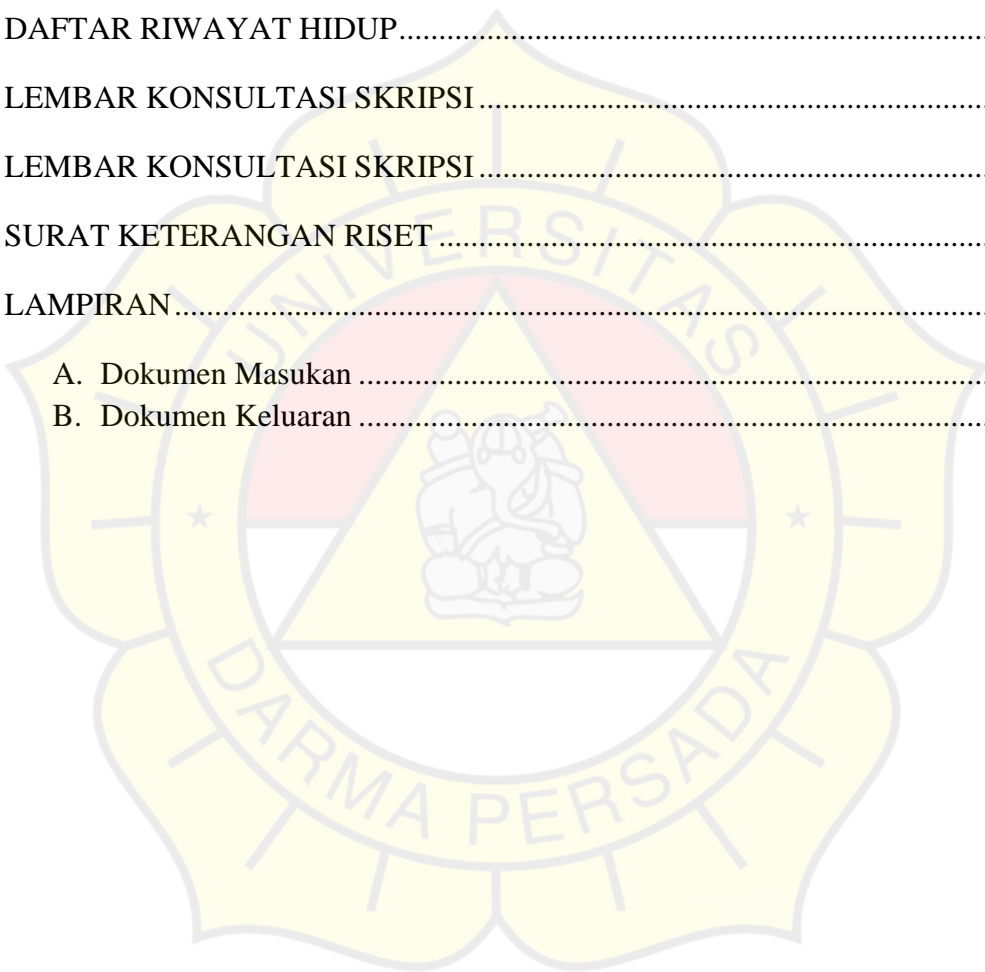 DAFTAR RIWAYAT HIDUP..........................................................................
LEMBAR KONSULTASI SKRIPSI................................................................
LEMBAR KONSULTASI SKRIPSI................................................................
SURAT KETERANGAN RISET.....................................................................
LAMPIRAN.....................................................................................................
A. Dokumen Masukan..............................................................................
B. Dokumen Keluaran..............................................................................
UNIVERSITAS
DARMA PERSADA